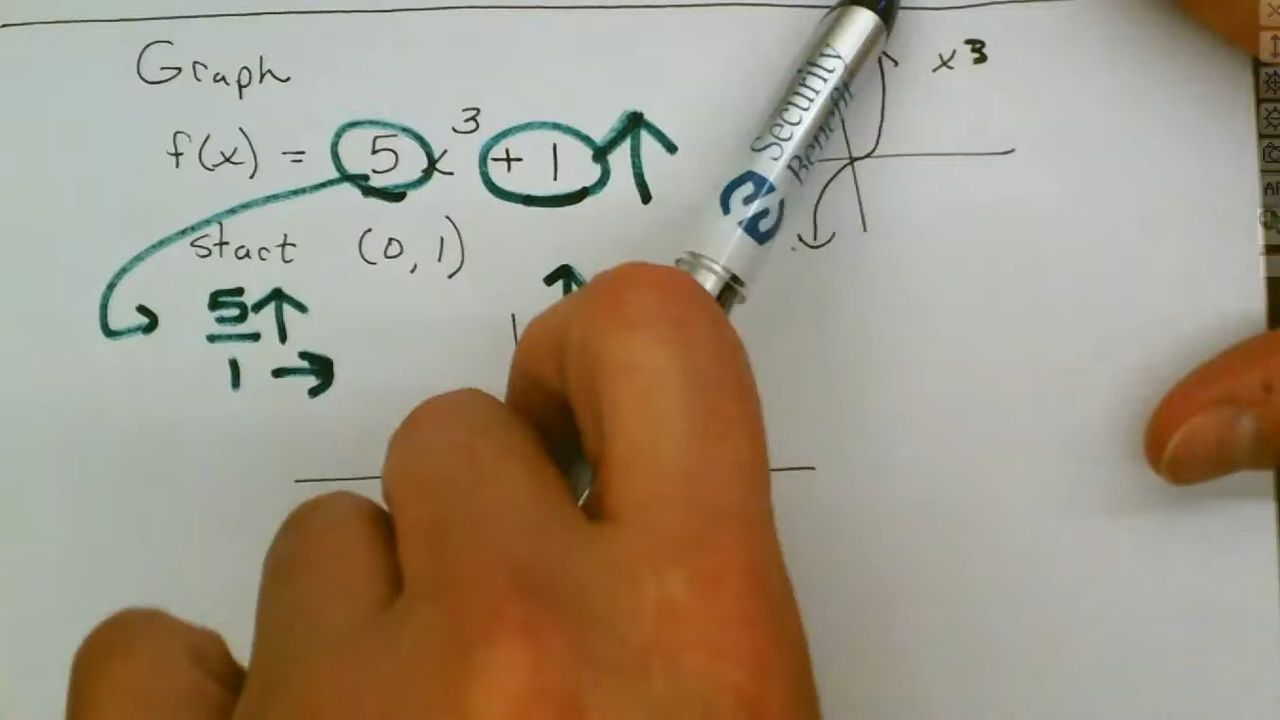 Graph
x³
f(x) = 5x³ + 1
start (0, 1)
5↑
1 →
Security
Benefit